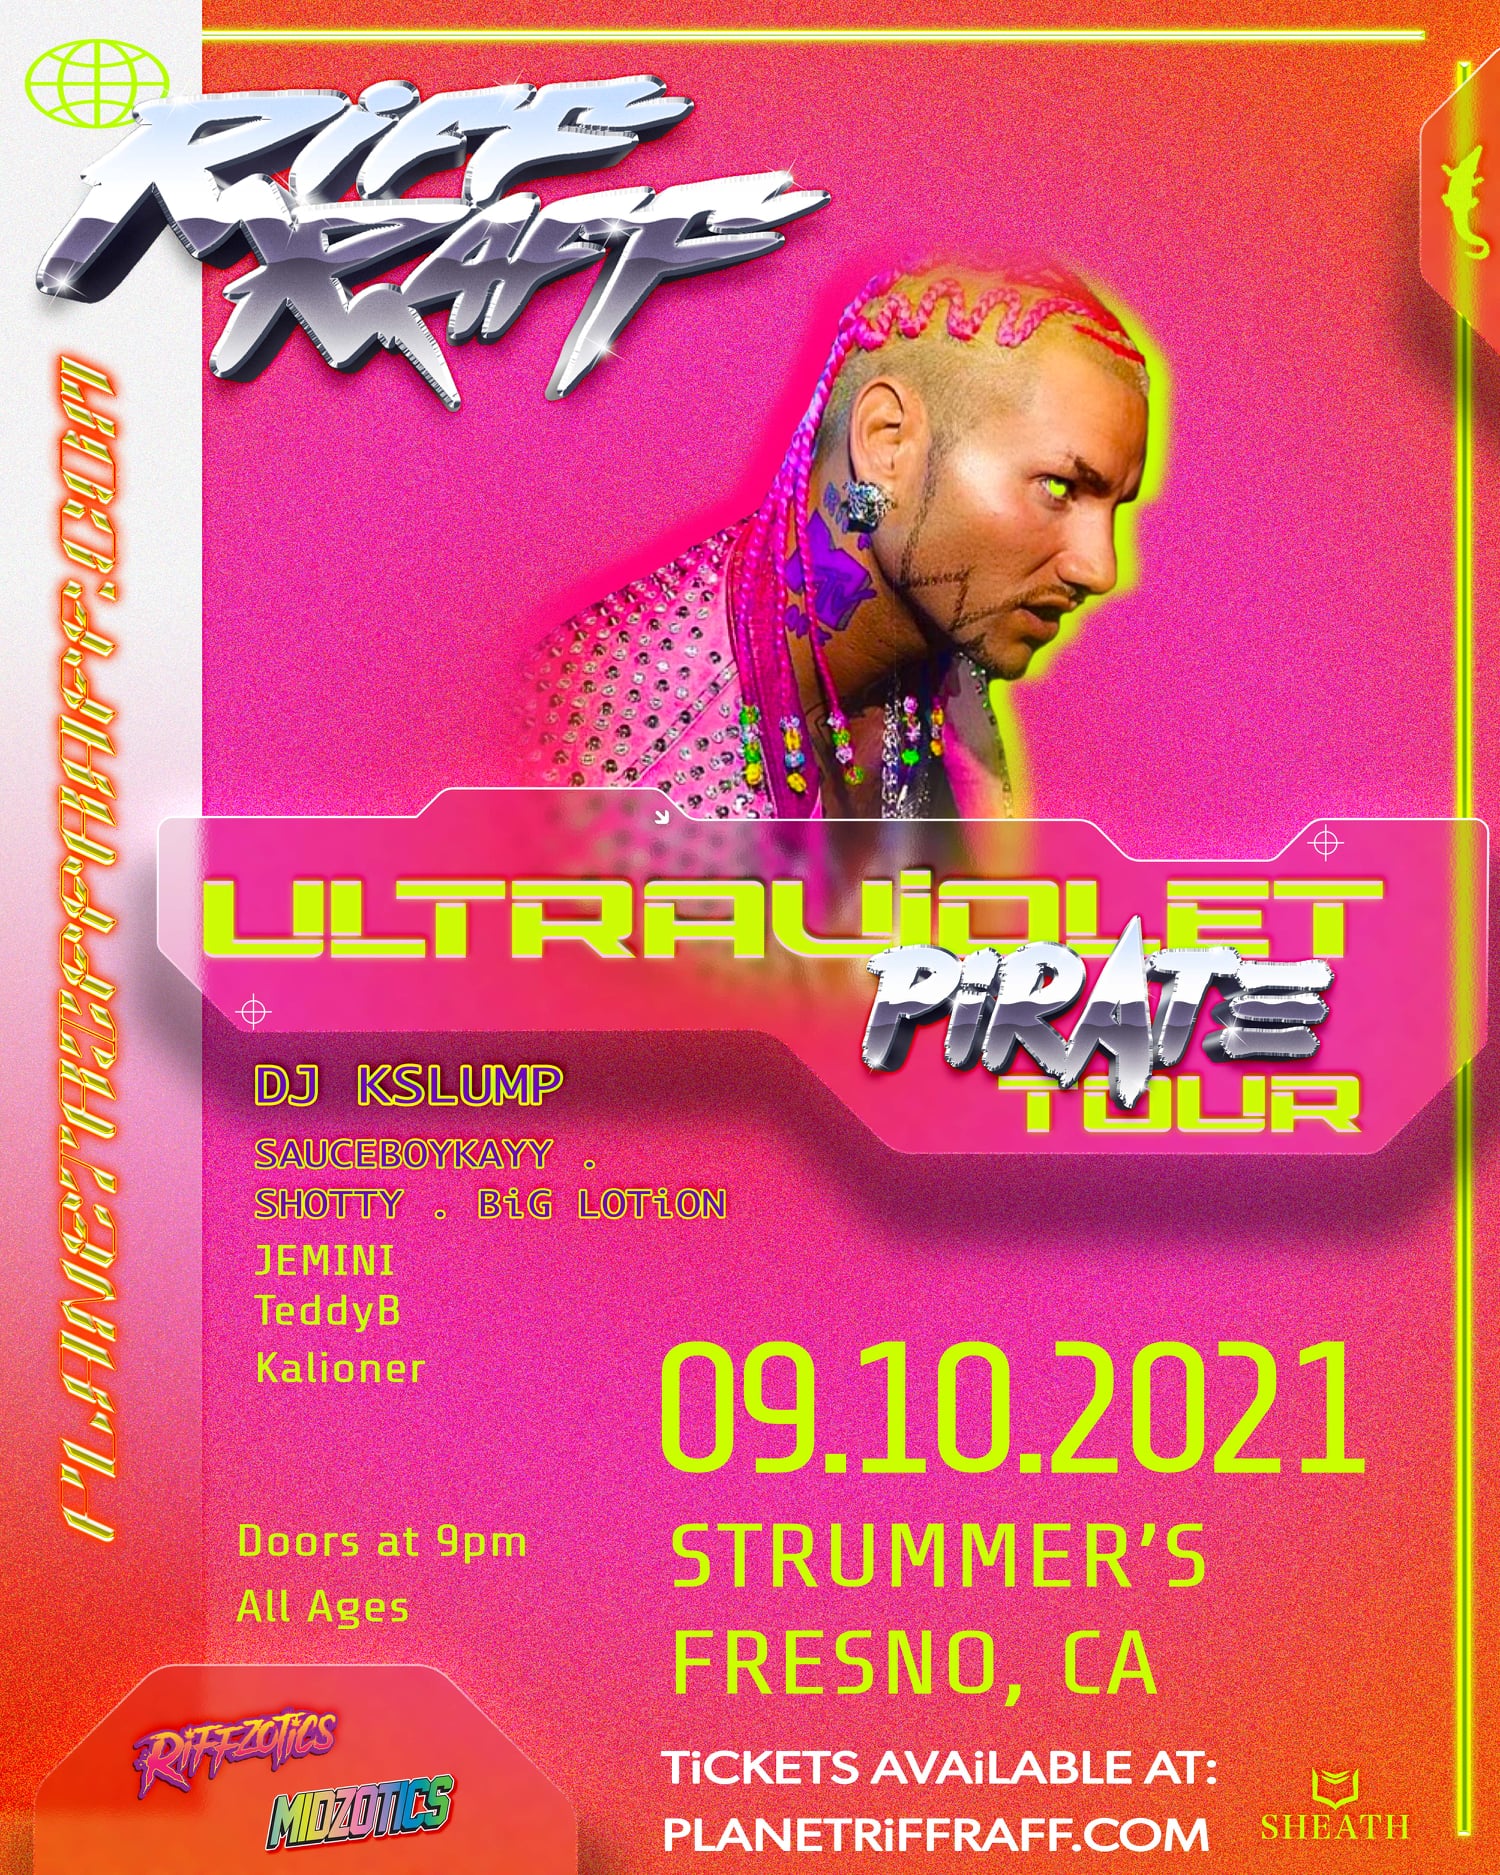 RiFF
RAFF
PLANETRiFFRAFF.COM
ULTRAViOLET
PiRATE
TOUR
DJ KSLUMP
SAUCEBOYKAYY .
SHOTTY . BiG LOTiON
JEMINI
TeddyB
Kalioner
09.10.2021
STRUMMER'S
FRESNO, CA
Doors at 9pm
All Ages
RiFFZOTiCS
MIDZOTICS
TiCKETS AVAiLABLE AT:
PLANETRiFFRAFF.COM
SHEATH